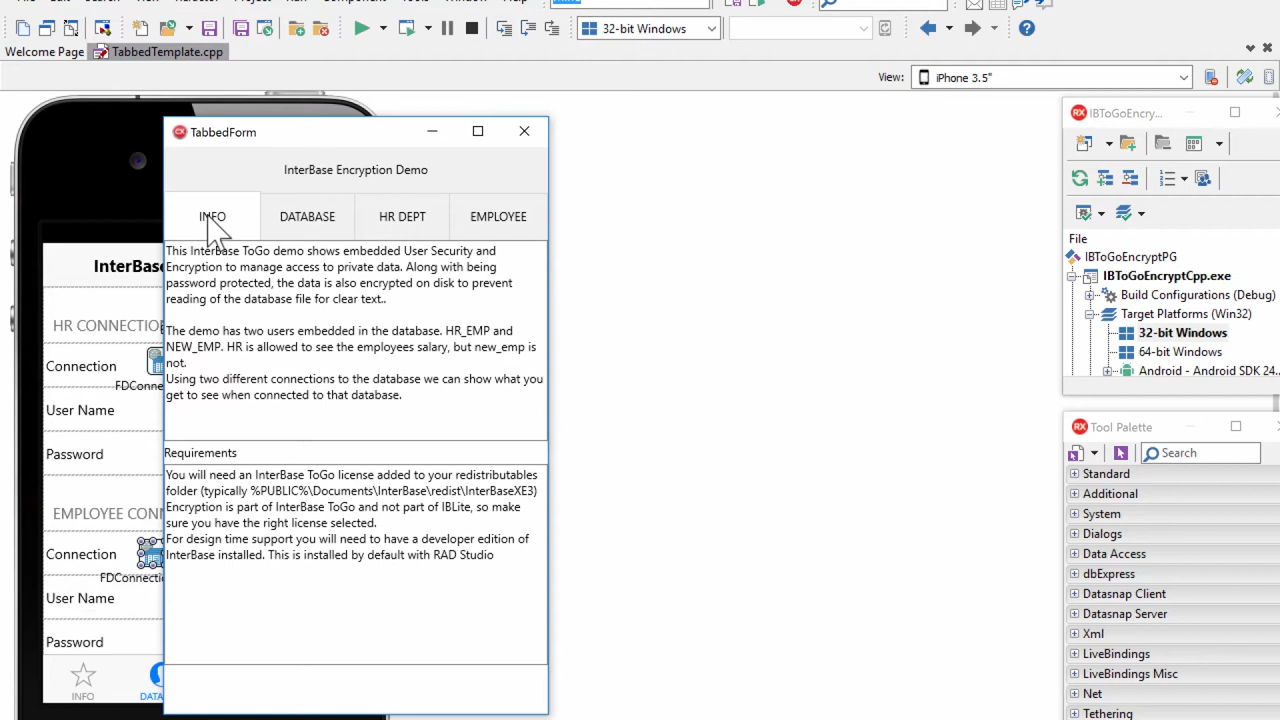 32-bit Windows
Welcome Page
TabbedTemplate.cpp
View:
iPhone 3.5"
TabbedForm
InterBase Encryption Demo
INFO
DATABASE
HR DEPT
EMPLOYEE
This InterBase ToGo demo shows embedded User Security and
Encryption to manage access to private data. Along with being
password protected, the data is also encrypted on disk to prevent
reading of the database file for clear text..
The demo has two users embedded in the database. HR_EMP and
NEW_EMP. HR is allowed to see the employees salary, but new_emp is
not.
Using two different connections to the database we can show what you
get to see when connected to that database.
Requirements
You will need an InterBase ToGo license added to your redistributables
folder (typically %PUBLIC%\Documents\InterBase\redist\InterBaseXE3)
Encryption is part of InterBase ToGo and not part of IBLite, so make
sure you have the right license selected.
For design time support you will need to have a developer edition of
InterBase installed. This is installed by default with RAD Studio
InterBase
HR CONNECTIO
Connection
FDConne
User Name
Password
EMPLOYEE CONN
Connection
FDConnectio
User Name
Password
INFO
DATA
IBToGoEncry...
File
IBToGoEncryptPG
IBToGoEncryptCpp.exe
Build Configurations (Debug)
Target Platforms (Win32)
32-bit Windows
64-bit Windows
Android - Android SDK 24...
Tool Palette
Search
Standard
Additional
System
Dialogs
Data Access
dbExpress
Datasnap Client
Datasnap Server
Xml
LiveBindings
LiveBindings Misc
Net
Tethering